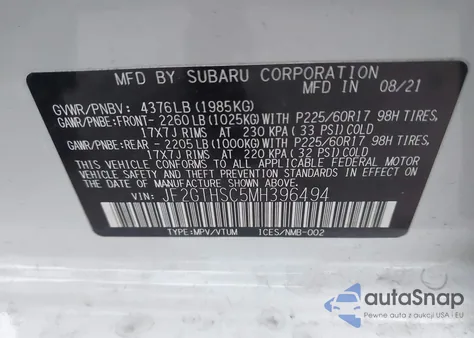 MFD BY SUBARU CORPORATION
MFD IN 08/21
GVWR/PNBV: 4376LB (1985KG)
GAWR/PNBE: FRONT- 2260LB (1025KG) WITH P225/60R17 98H TIRES,
17X7J RIMS AT 230 KPA (33 PSI) COLD
GAWR/PNBE: REAR - 2205LB (1000KG) WITH P225/60R17 98H TIRES,
17X7J RIMS AT 220 KPA (32 PSI) COLD
THIS VEHICLE CONFORMS TO ALL APPLICABLE FEDERAL MOTOR
VEHICLE SAFETY AND THEFT PREVENTION STANDARDS IN EFFECT
ON THE DATE OF MANUFACTURE SHOWN ABOVE.
VIN: JF2GTHSC5MH396494
TYPE:MPV/VTUM ICES/NMB-002
autoSnap
Pewne auta z aukcji USA i EU